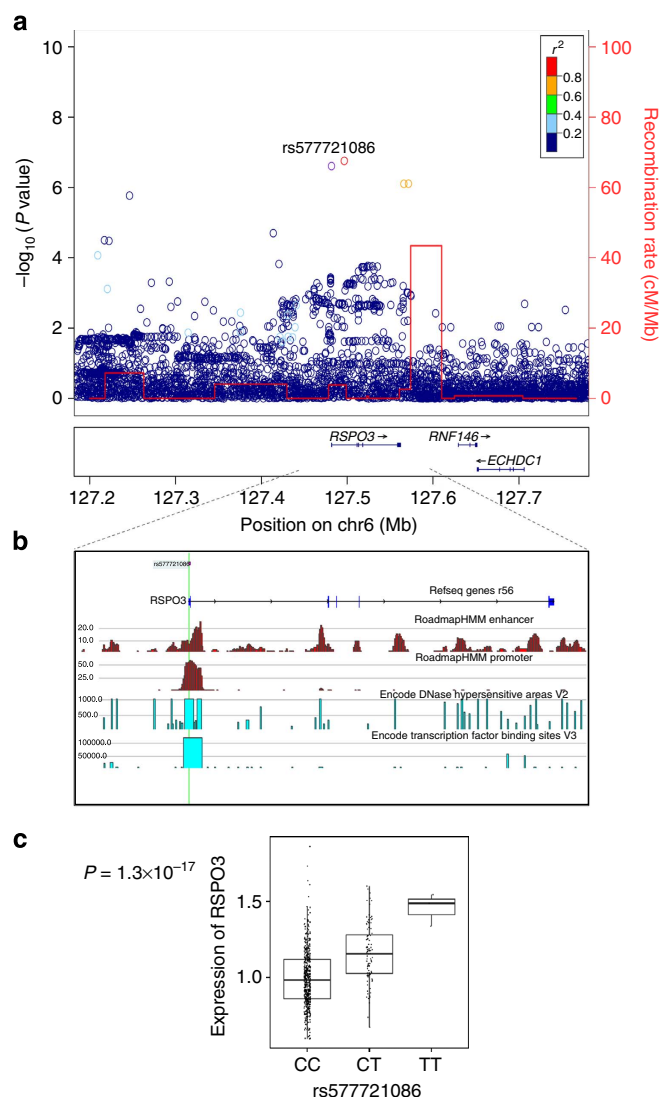 a
10
8
6
4
2
0
–log10 (P value)
rs577721086
r2
0.8
0.6
0.4
0.2
100
80
60
40
20
0
Recombination rate (cM/Mb)
RSPO3→
RNF146→
←ECHDC1
127.2 127.3 127.4 127.5 127.6 127.7
Position on chr6 (Mb)
b
rs577721086
Refseq genes r56
RSPO3
RoadmapHMM enhancer
20.0
10.0
RoadmapHMM promoter
50.0
25.0
Encode DNase hypersensitive areas V2
1000.0
500.0
Encode transcription factor binding sites V3
100000.0
50000.0
c
P = 1.3×10−17
Expression of RSPO3
1.5
1.0
CC CT TT
rs577721086